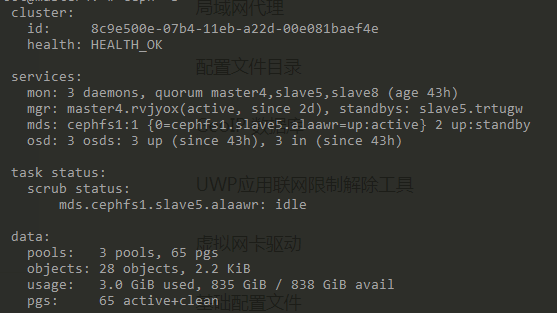 局域网代理
cluster:
id: 8c9e500e-07b4-11eb-a22d-00e081baef4e
health: HEALTH_OK
配置文件目录
services:
mon: 3 daemons, quorum master4,slave5,slave8 (age 43h)
mgr: master4.rvjyox(active, since 2d), standbys: slave5.trtugw
mds: cephfs1:1 {0=cephfs1.slave5.alaawr=up:active} 2 up:standby
osd: 3 osds: 3 up (since 43h), 3 in (since 43h)
task status:
UWP应用联网限制解除工具
scrub status:
mds.cephfs1.slave5.alaawr: idle
虚拟网卡驱动
data:
pools: 3 pools, 65 pgs
objects: 28 objects, 2.2 KiB
usage: 3.0 GiB used, 835 GiB / 838 GiB avail
pgs: 65 active+clean
配置文件